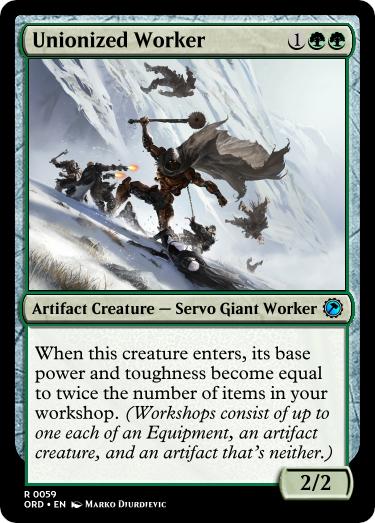 Unionized Worker 1
Artifact Creature — Servo Giant Worker
When this creature enters, its base
power and toughness become equal
to twice the number of items in your
workshop. (Workshops consist of up to
one each of an Equipment, an artifact
creature, and an artifact that's neither.)
2/2
R 0059
ORD • EN Marko Djurdjevic